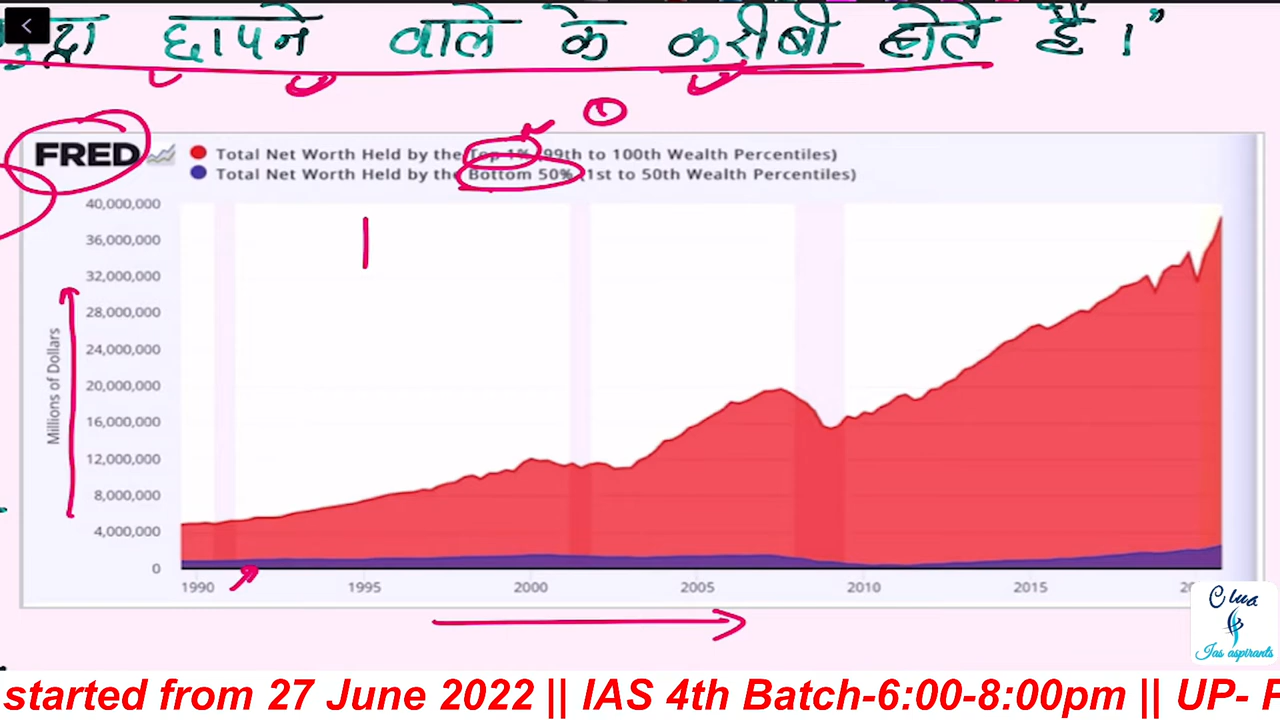 छापने वाले के करीबी होते हैं।"
FRED
Total Net Worth Held by the Top 1% (99th to 100th Wealth Percentiles)
Total Net Worth Held by the Bottom 50% (1st to 50th Wealth Percentiles)
40,000,000
36,000,000
32,000,000
28,000,000
24,000,000
20,000,000
16,000,000
12,000,000
8,000,000
4,000,000
0
Millions of Dollars
1990 1995 2000 2005 2010 2015
Clue
Ias aspirants
started from 27 June 2022 || IAS 4th Batch-6:00-8:00pm || UP-